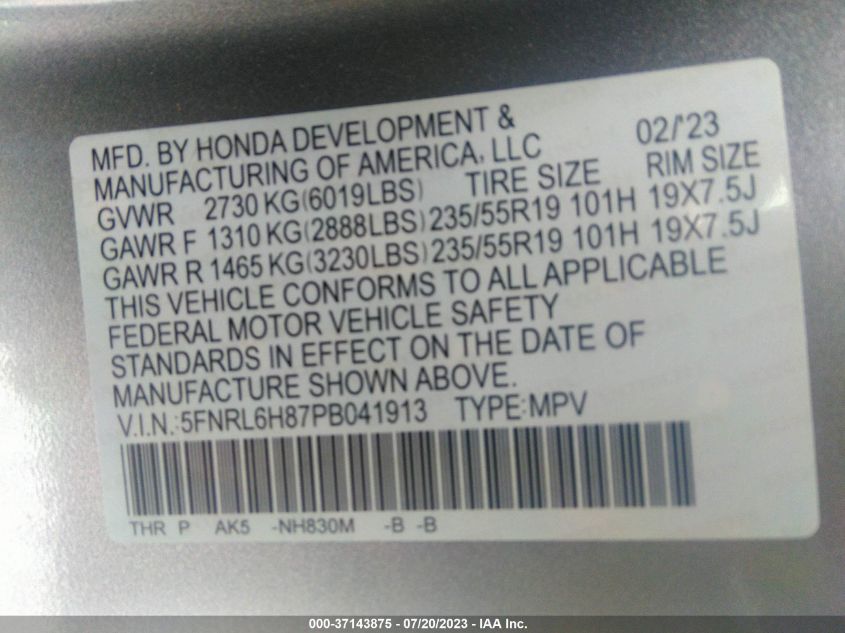 MFD. BY HONDA DEVELOPMENT & 02/'23
MANUFACTURING OF AMERICA, LLC
GVWR 2730 KG(6019LBS) TIRE SIZE RIM SIZE
GAWR F 1310 KG(2888LBS) 235/55R19 101H 19X7.5J
GAWR R 1465 KG(3230LBS) 235/55R19 101H 19X7.5J
THIS VEHICLE CONFORMS TO ALL APPLICABLE
FEDERAL MOTOR VEHICLE SAFETY
STANDARDS IN EFFECT ON THE DATE OF
MANUFACTURE SHOWN ABOVE.
V.I.N.:5FNRL6H87PB041913 TYPE:MPV
THR P AK5 -NH830M -B -B
000-37143875 - 07/20/2023 - IAA Inc.